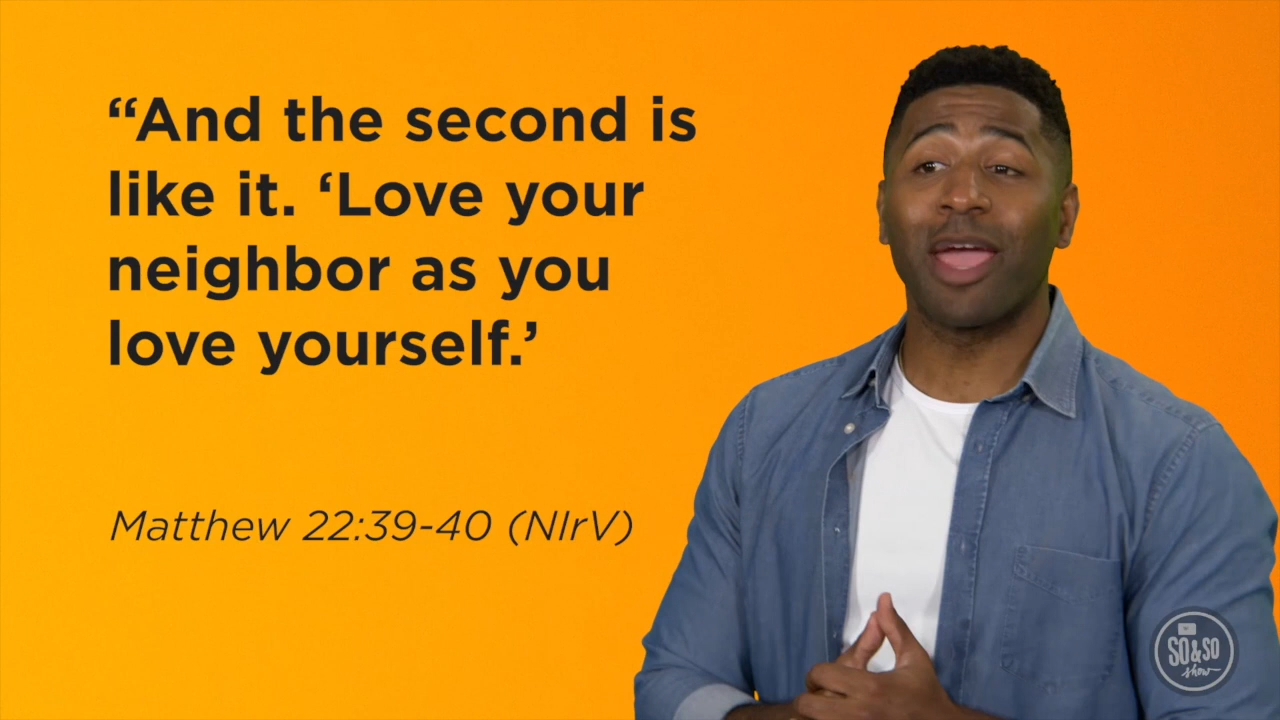 “And the second is
like it. ‘Love your
neighbor as you
love yourself.’
Matthew 22:39-40 (NIrV)
SO&SO
show